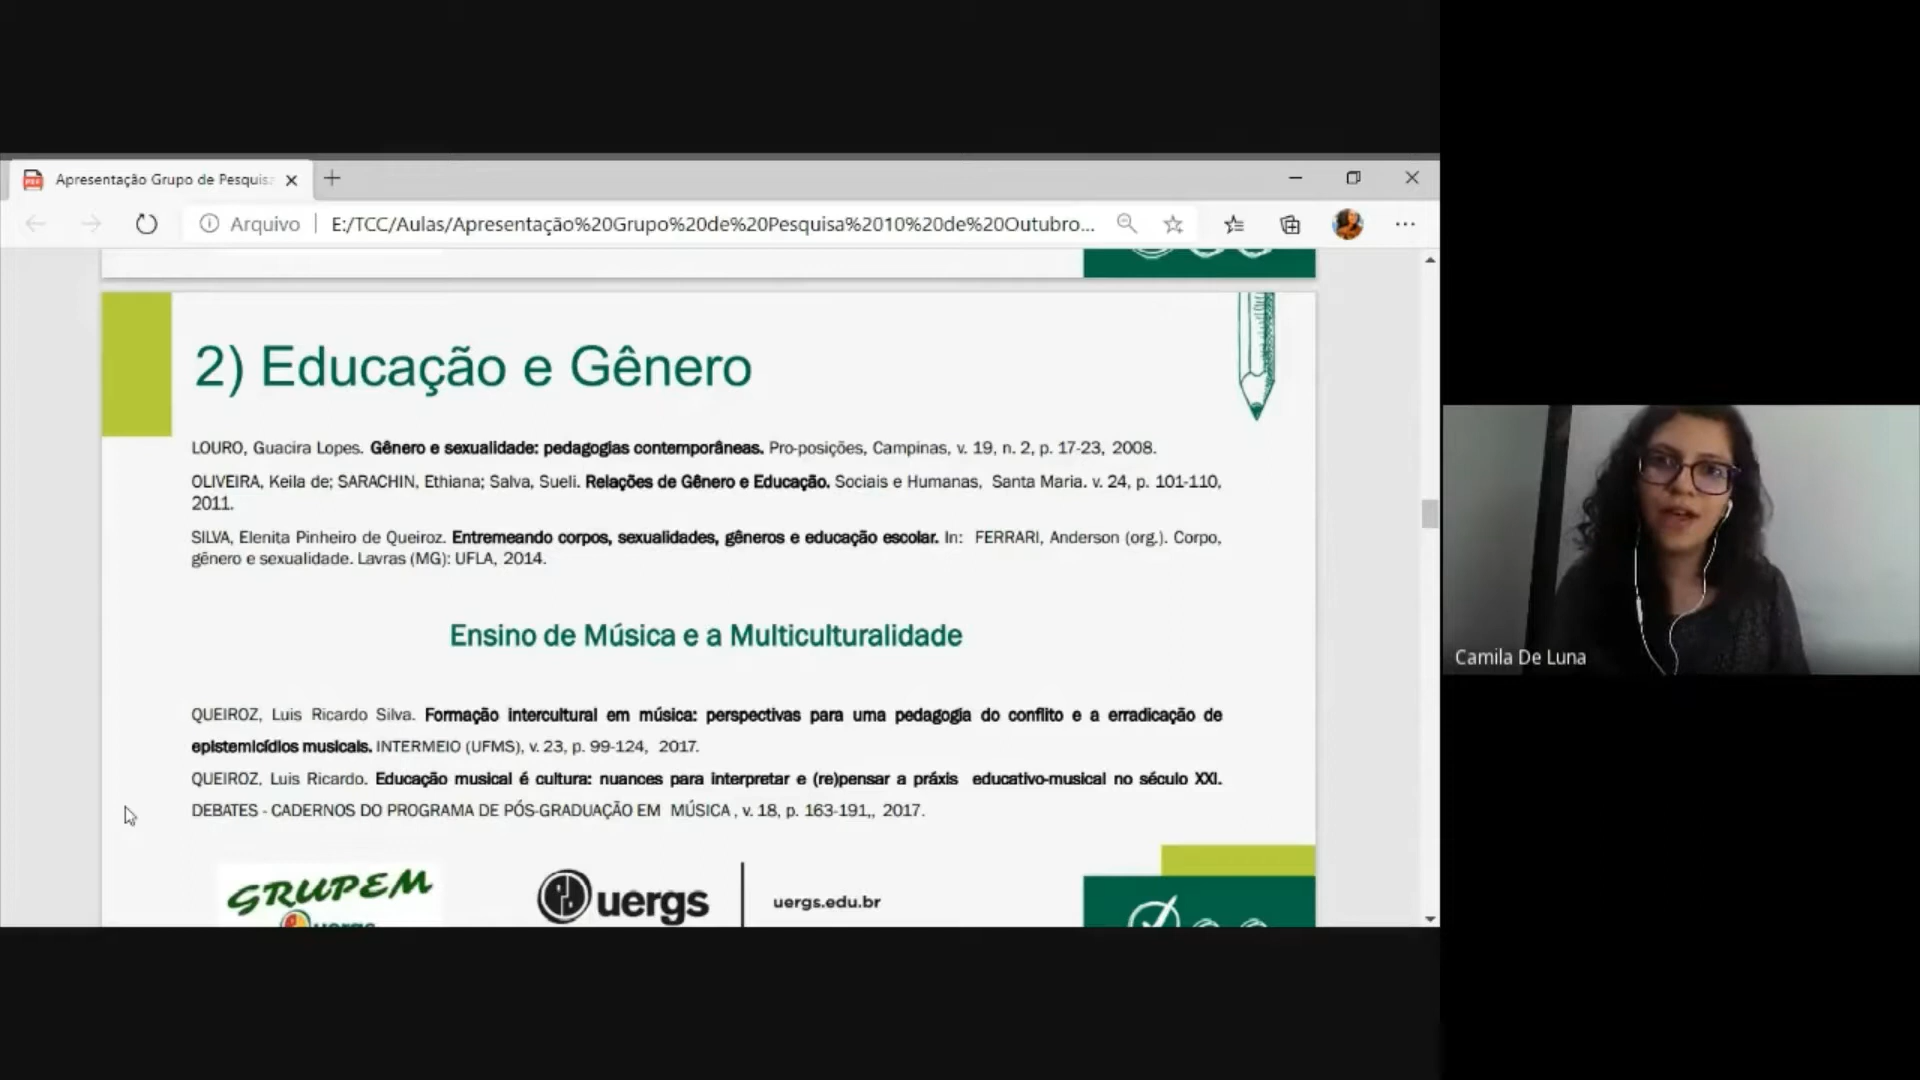 Apresentação Grupo de Pesquis
Arquivo
E:/TCC/Aulas/Apresentação%20Grupo%20de%20Pesquisa%2010%20de%20Outubro...
2) Educação e Gênero
LOURO, Guacira Lopes. Gênero e sexualidade: pedagogias contemporâneas. Pro-posições, Campinas, v. 19, n. 2, p. 17-23, 2008.
OLIVEIRA, Keila de; SARACHIN, Ethiana; Salva, Sueli. Relações de Gênero e Educação. Sociais e Humanas, Santa Maria. v. 24, p. 101-110,
2011.
SILVA, Elenita Pinheiro de Queiroz. Entremeando corpos, sexualidades, gêneros e educação escolar. In: FERRARI, Anderson (org.). Corpo,
gênero e sexualidade. Lavras (MG): UFLA, 2014.
Ensino de Música e a Multiculturalidade
QUEIROZ, Luis Ricardo Silva. Formação intercultural em música: perspectivas para uma pedagogia do conflito e a erradicação de
epistemicídios musicais. INTERMEIO (UFMS), v. 23, p. 99-124, 2017.
QUEIROZ, Luis Ricardo. Educação musical é cultura: nuances para interpretar e (re)pensar a práxis educativo-musical no século XXI.
DEBATES - CADERNOS DO PROGRAMA DE PÓS-GRADUAÇÃO EM MÚSICA , v. 18, p. 163-191,, 2017.
GRUPEM
uergs
uergs
uergs.edu.br
Camila De Luna